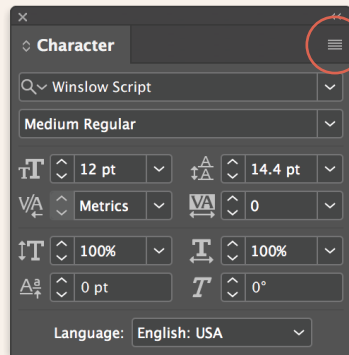 Character
Winslow Script
Medium Regular
12 pt 14.4 pt
Metrics 0
100% 100%
0 pt 0°
Language: English: USA